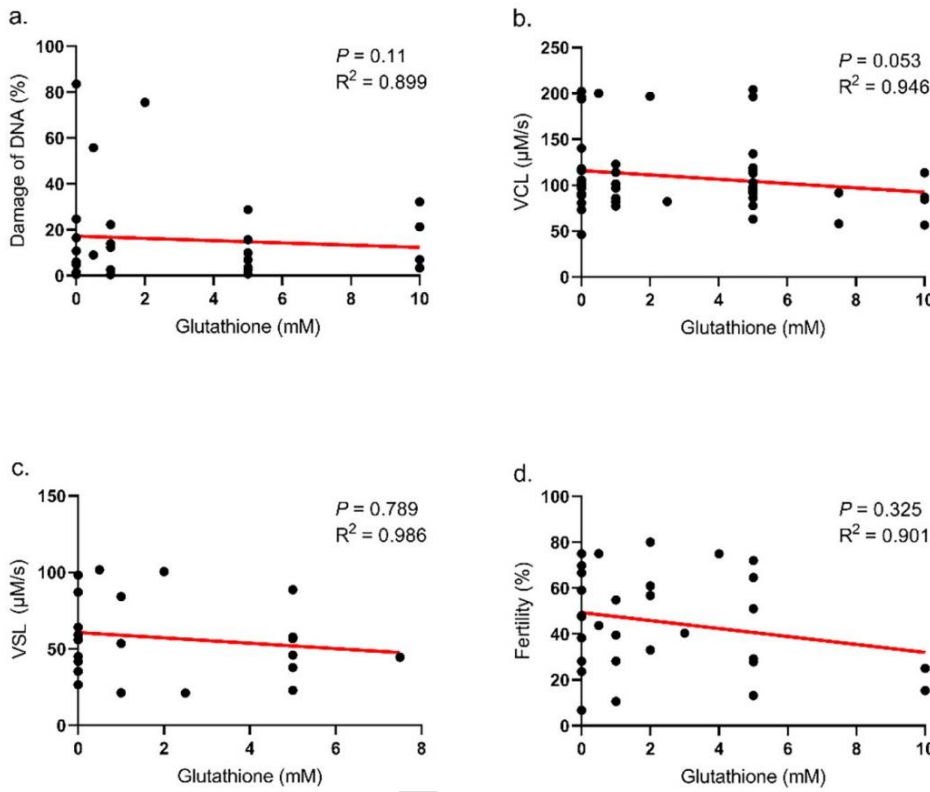 a.
P = 0.11
R² = 0.899
Damage of DNA (%)
100
80
60
40
20
0
0 2 4 6 8 10
Glutathione (mM)
b.
P = 0.053
R² = 0.946
VCL (µM/s)
250
200
150
100
50
0
0 2 4 6 8 10
Glutathione (mM)
c.
P = 0.789
R² = 0.986
VSL (µM/s)
150
100
50
0
0 2 4 6 8
Glutathione (mM)
d.
P = 0.325
R² = 0.901
Fertility (%)
100
80
60
40
20
0
0 2 4 6 8 10
Glutathione (mM)